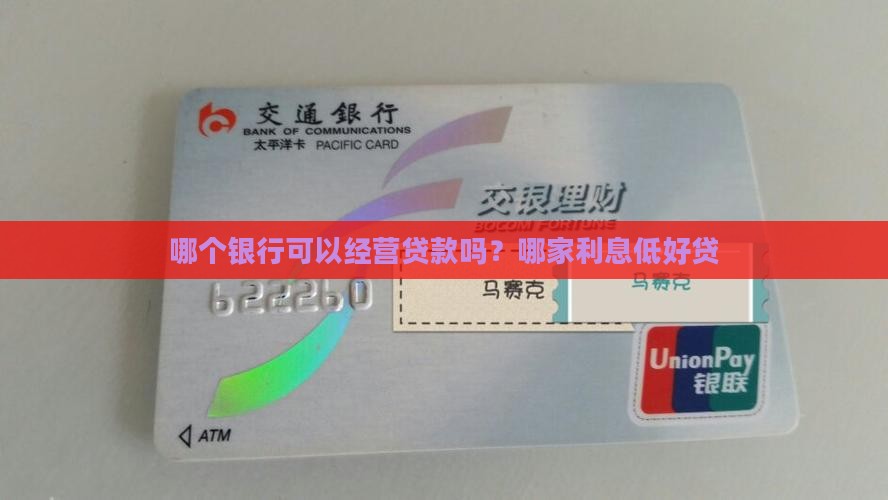 交通銀行
BANK OF COMMUNICATIONS
太平洋卡 PACIFIC CARD
交银理财
BOCOM FORTUNE
哪个银行可以经营贷款吗？哪家利息低好贷
622260
马赛克
马赛克
UnionPay
银联
ATM